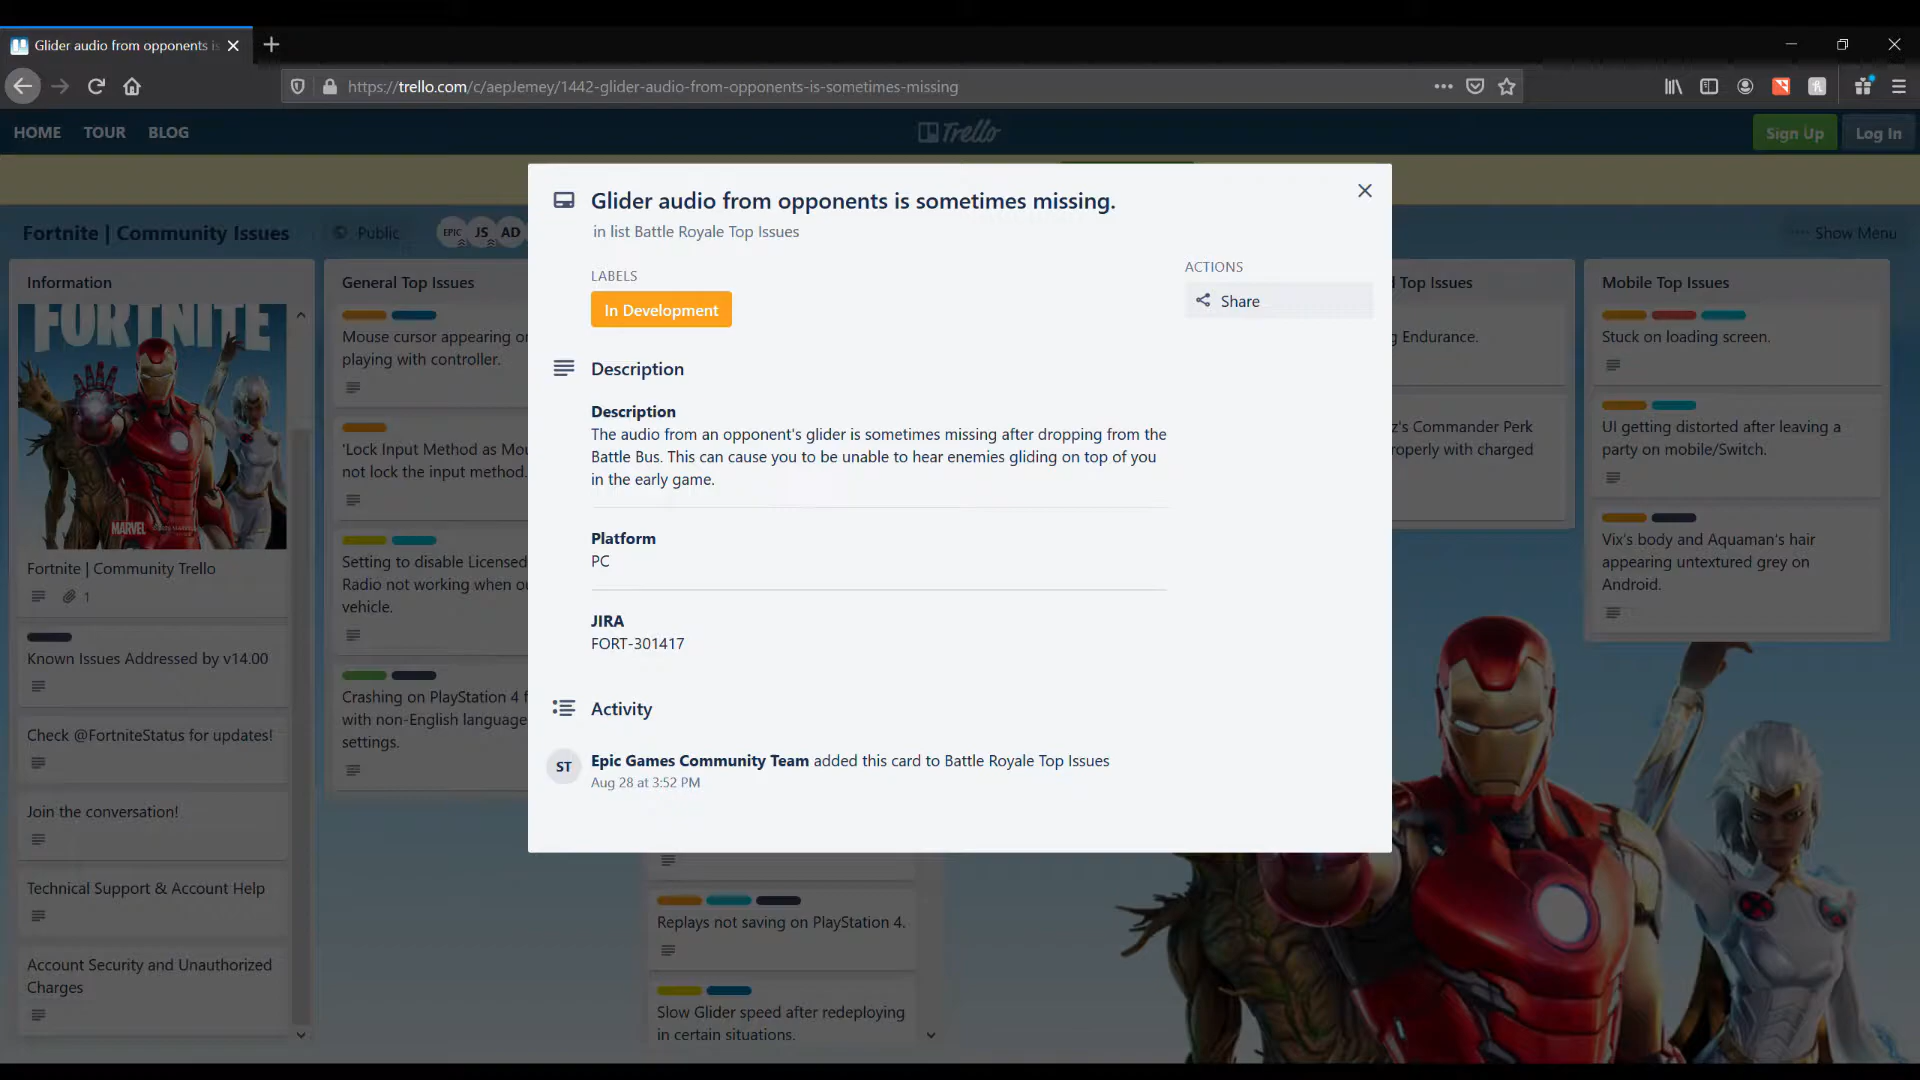 Glider audio from opponents is
https://trello.com/c/aepJemey/1442-glider-audio-from-opponents-is-sometimes-missing
HOME TOUR BLOG
Trello
Sign Up Log In
Fortnite | Community Issues
Public
EPIC JS AD
Show Menu
Glider audio from opponents is sometimes missing.
in list Battle Royale Top Issues
LABELS
In Development
ACTIONS
Share
Description
Description
The audio from an opponent's glider is sometimes missing after dropping from the
Battle Bus. This can cause you to be unable to hear enemies gliding on top of you
in the early game.
Platform
PC
JIRA
FORT-301417
Activity
ST
Epic Games Community Team added this card to Battle Royale Top Issues
Aug 28 at 3:52 PM
Information
FORTNITE
MARVEL
Fortnite | Community Trello
1
Known Issues Addressed by v14.00
Check @FortniteStatus for updates!
Join the conversation!
Technical Support & Account Help
Account Security and Unauthorized
Charges
General Top Issues
Mouse cursor appearing
playing with controller.
'Lock Input Method as
not lock the input method.
Setting to disable Licensed
Radio not working when
vehicle.
Crashing on PlayStation 4
with non-English language
settings.
Replays not saving on PlayStation 4.
Slow Glider speed after redeploying
in certain situations.
Top Issues
Endurance.
Commander Perk
with charged
Mobile Top Issues
Stuck on loading screen.
UI getting distorted after leaving a
party on mobile/Switch.
Vix's body and Aquaman's hair
appearing untextured grey on
Android.